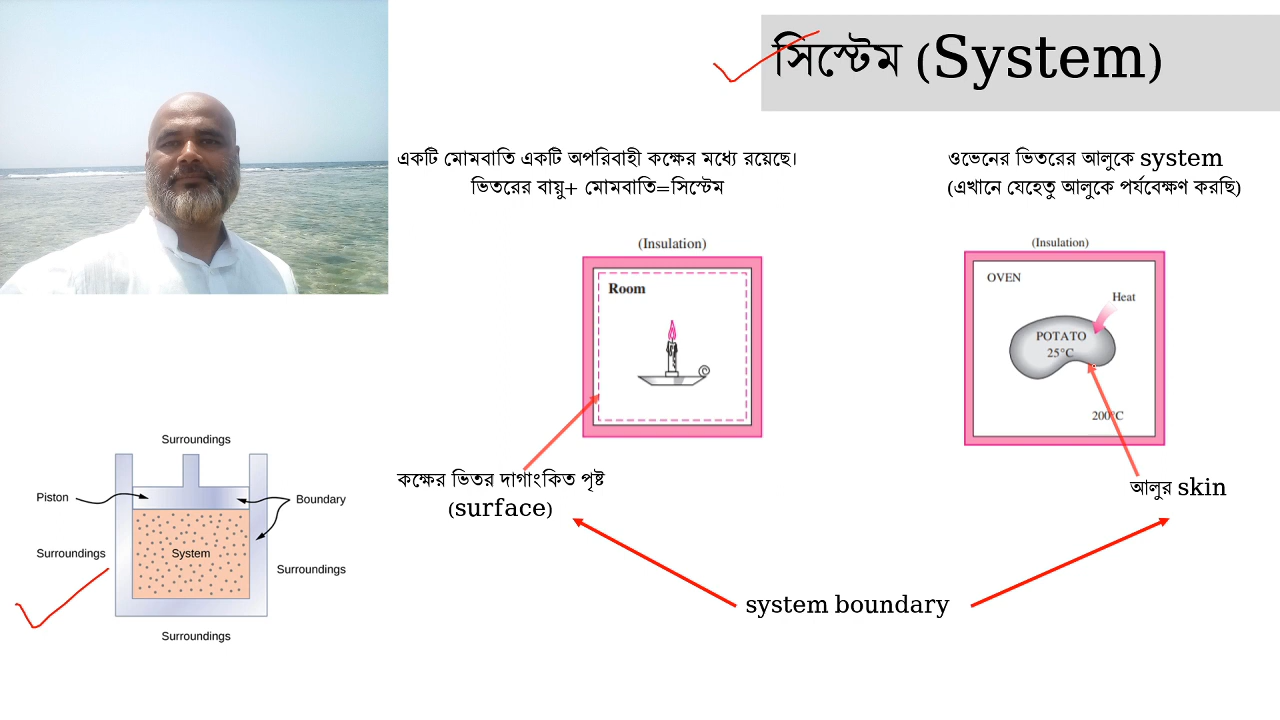 সিস্টেম (System)
একটি মোমবাতি একটি অপরিবাহী কক্ষের মধ্যে রয়েছে।
ভিতরের বায়ু+ মোমবাতি=সিস্টেম
ওভেনের ভিতরের আলুকে system
(এখানে যেহেতু আলুকে পর্যবেক্ষণ করছি)
(Insulation)
Room
(Insulation)
OVEN
Heat
POTATO
25°C
200°C
কক্ষের ভিতর দাগাংকিত পৃষ্ট
(surface)
আলুর skin
system boundary
Surroundings
Piston
Boundary
Surroundings
System
Surroundings
Surroundings